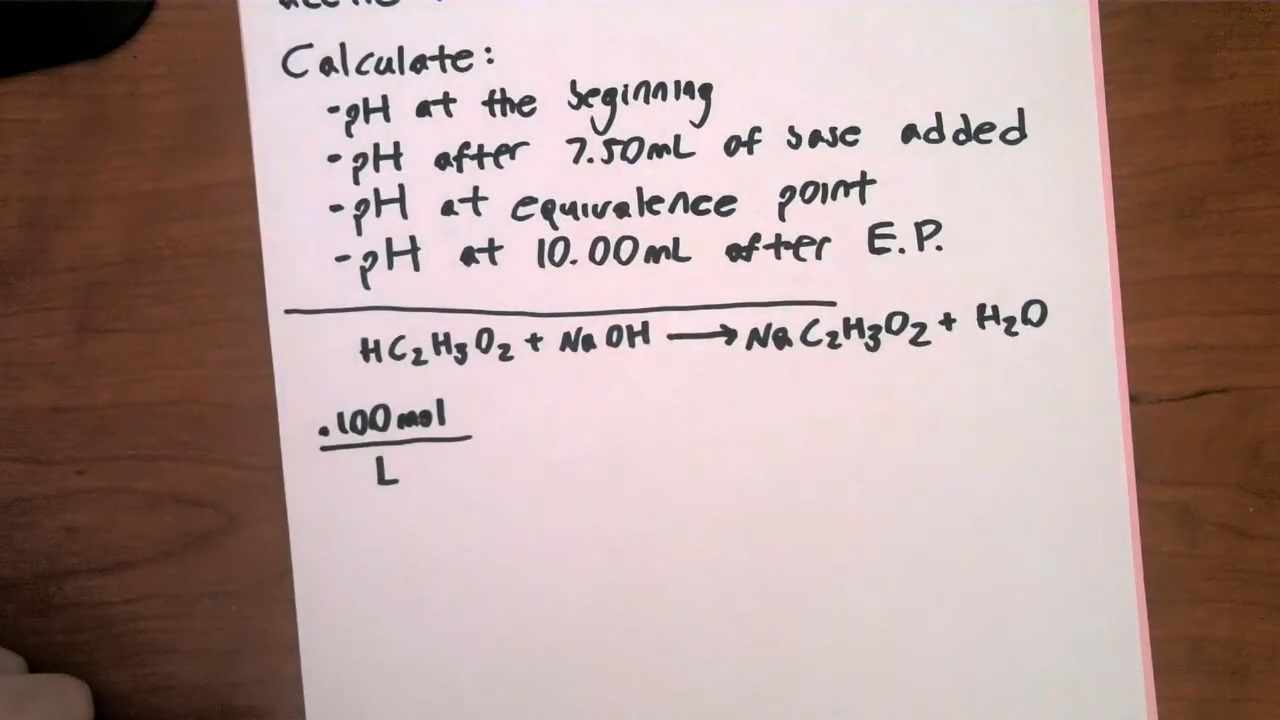 Calculate:
-pH at the beginning
-pH after 7.50mL of base added
-pH at equivalence point
-pH at 10.00mL after E.P.
HC₂H₃O₂ + NaOH ⟶ NaC₂H₃O₂ + H₂O
.100mol
L